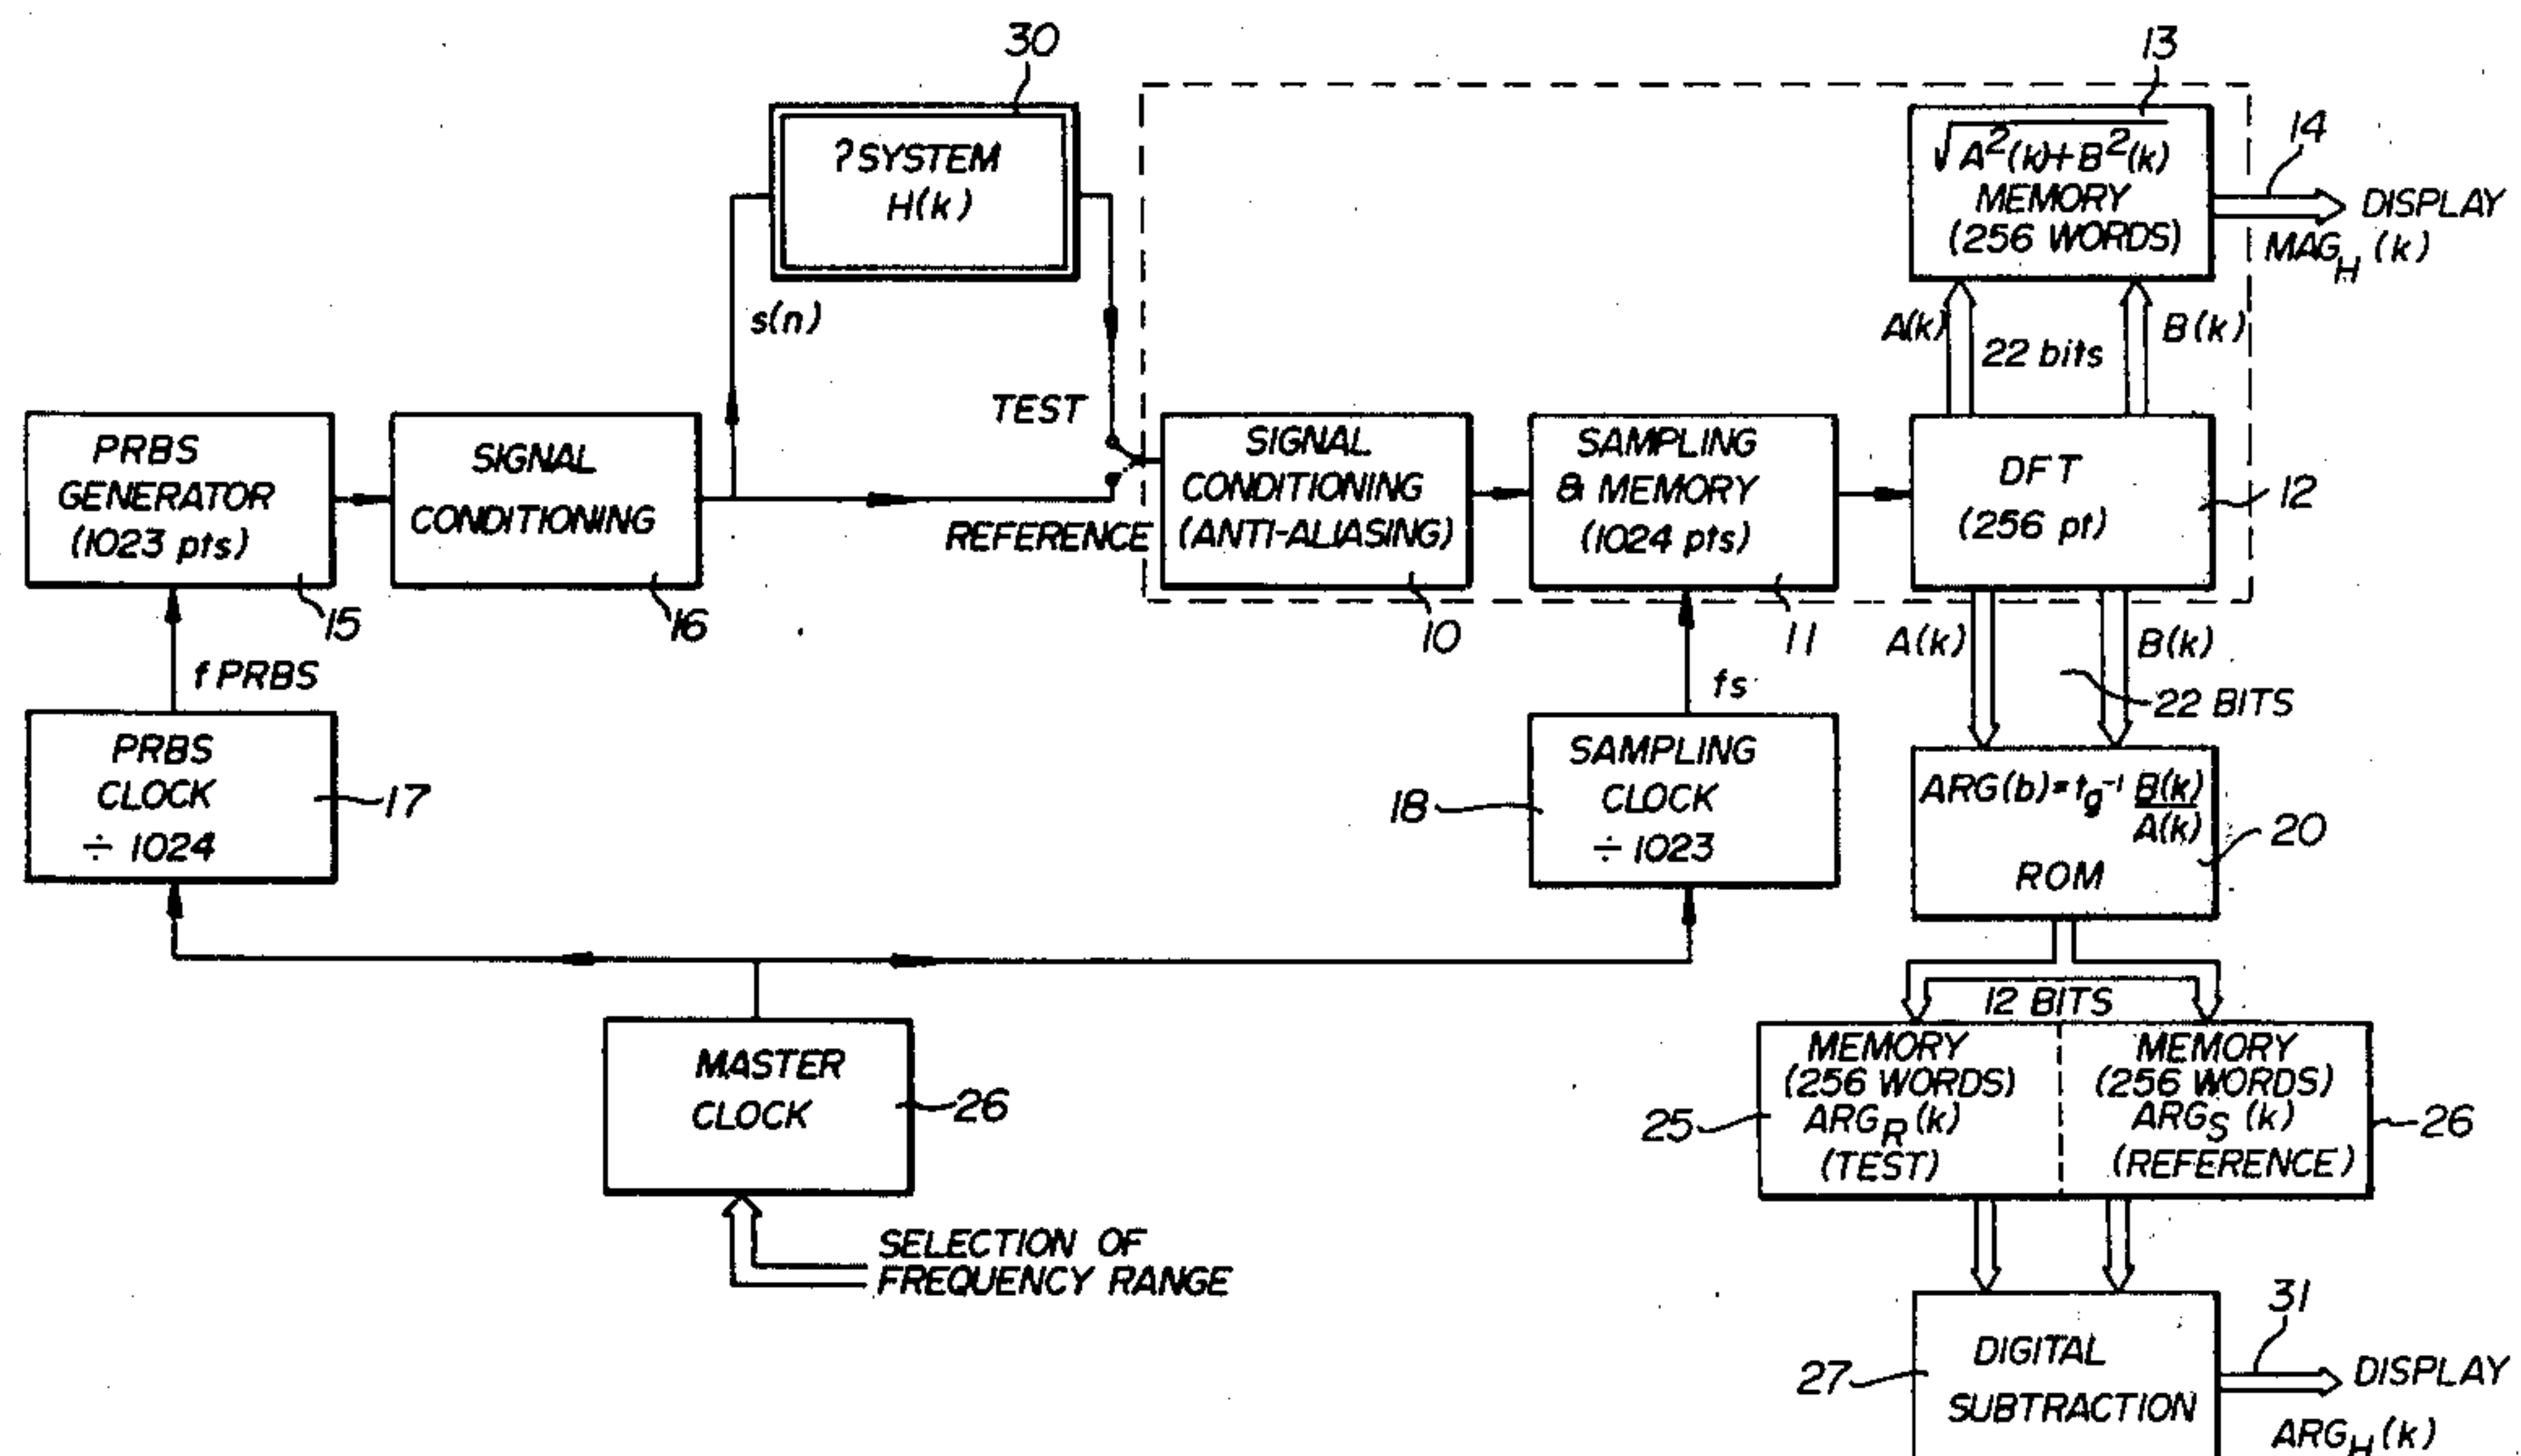 30
?SYSTEM
H(k)
13
√A²(k)+B²(k)
MEMORY
(256 WORDS)
14
DISPLAY
MAG_H (k)
s(n)
A(k)
22 bits
B(k)
TEST
REFERENCE
PRBS
GENERATOR
(1023 pts)
15
SIGNAL
CONDITIONING
16
SIGNAL
CONDITIONING
(ANTI-ALIASING)
10
SAMPLING
& MEMORY
(1024 pts)
11
DFT
(256 pt)
12
f PRBS
fs
A(k)
B(k)
22 BITS
PRBS
CLOCK
÷ 1024
17
18
SAMPLING
CLOCK
÷ 1023
ARG(b)=tg⁻¹ B(k)/A(k)
ROM
20
12 BITS
MASTER
CLOCK
26
SELECTION OF
FREQUENCY RANGE
25
MEMORY
(256 WORDS)
ARG_R (k)
(TEST)
MEMORY
(256 WORDS)
ARG_S (k)
(REFERENCE)
26
27
DIGITAL
SUBTRACTION
31
DISPLAY
ARG_H (k)